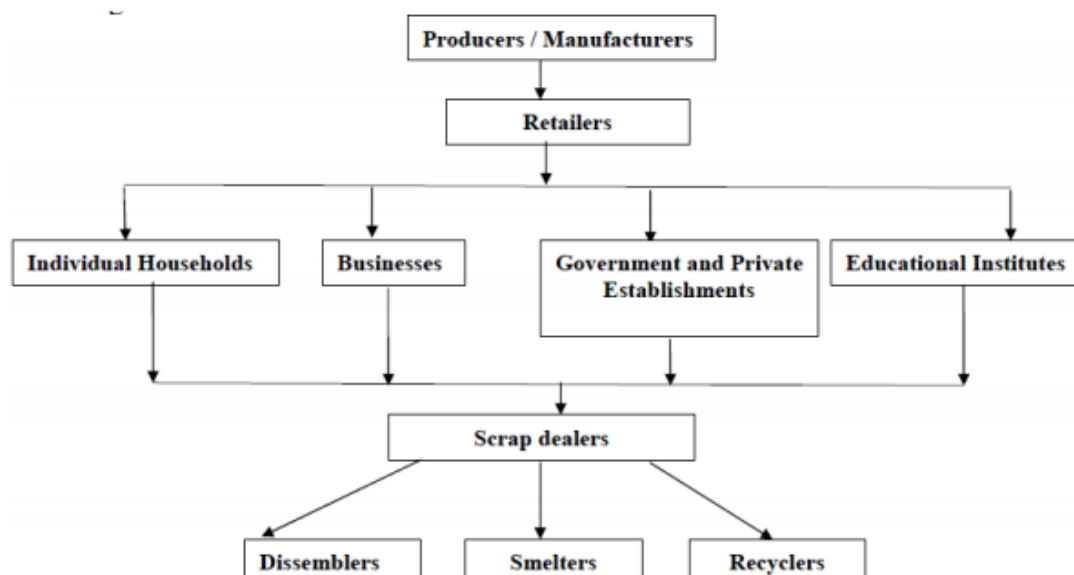 Producers / Manufacturers
Retailers
Individual Households
Businesses
Government and Private
Establishments
Educational Institutes
Scrap dealers
Dissemblers
Smelters
Recyclers